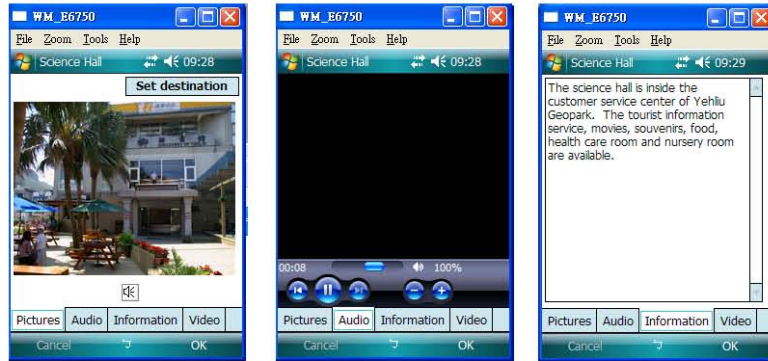 WM_E6750
File Zoom Tools Help
Science Hall 09:28
Set destination
Pictures Audio Information Video
Cancel OK
WM_E6750
File Zoom Tools Help
Science Hall 09:28
00:08 100%
Pictures Audio Information Video
Cancel OK
WM_E6750
File Zoom Tools Help
Science Hall 09:29
The science hall is inside the
customer service center of Yehliu
Geopark. The tourist information
service, movies, souvenirs, food,
health care room and nursery room
are available.
Pictures Audio Information Video
Cancel OK